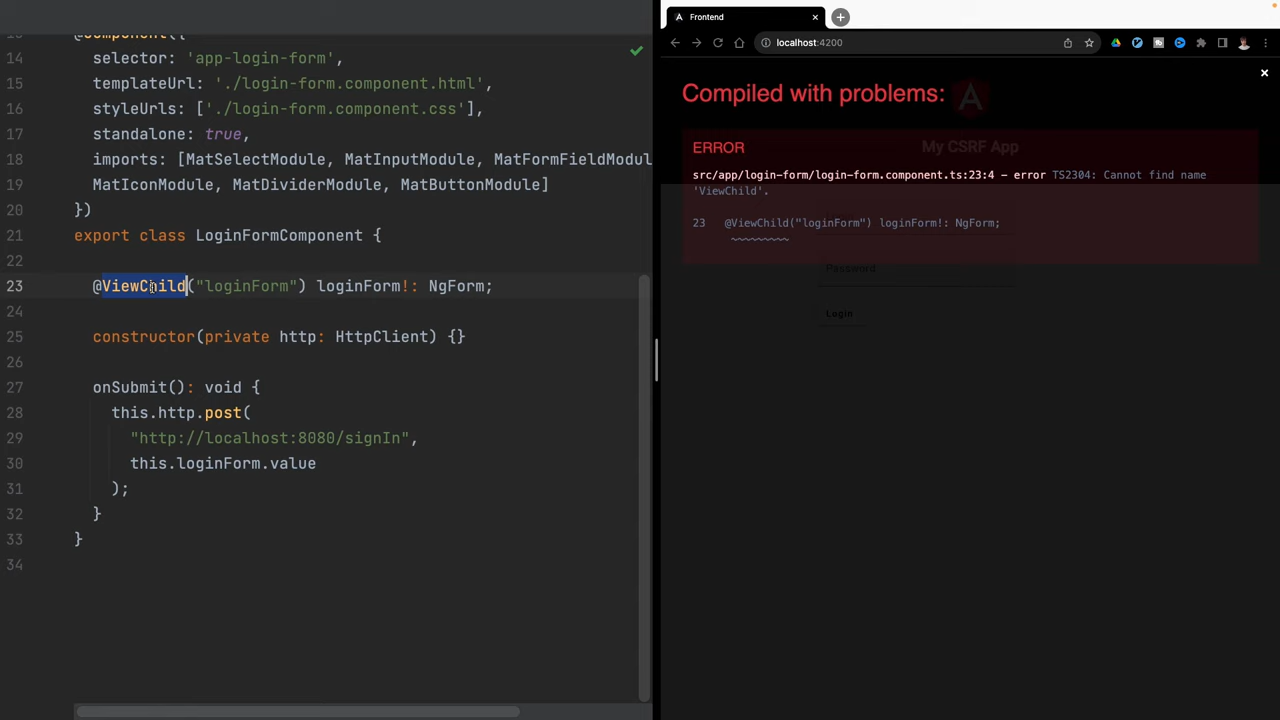 13 @Component({
14 selector: 'app-login-form',
15 templateUrl: './login-form.component.html',
16 styleUrls: ['./login-form.component.css'],
17 standalone: true,
18 imports: [MatSelectModule, MatInputModule, MatFormFieldModul
19 MatIconModule, MatDividerModule, MatButtonModule]
20 })
21 export class LoginFormComponent {
22
23 @ViewChild("loginForm") loginForm!: NgForm;
24
25 constructor(private http: HttpClient) {}
26
27 onSubmit(): void {
28 this.http.post(
29 "http://localhost:8080/signIn",
30 this.loginForm.value
31 );
32 }
33 }
34
Frontend
localhost:4200
Compiled with problems:
My CSRF App
ERROR
src/app/login-form/login-form.component.ts:23:4 – error TS2304: Cannot find name
'ViewChild'.
23 @ViewChild("loginForm") loginForm!: NgForm;
~~~~~~~~~
Password
Login